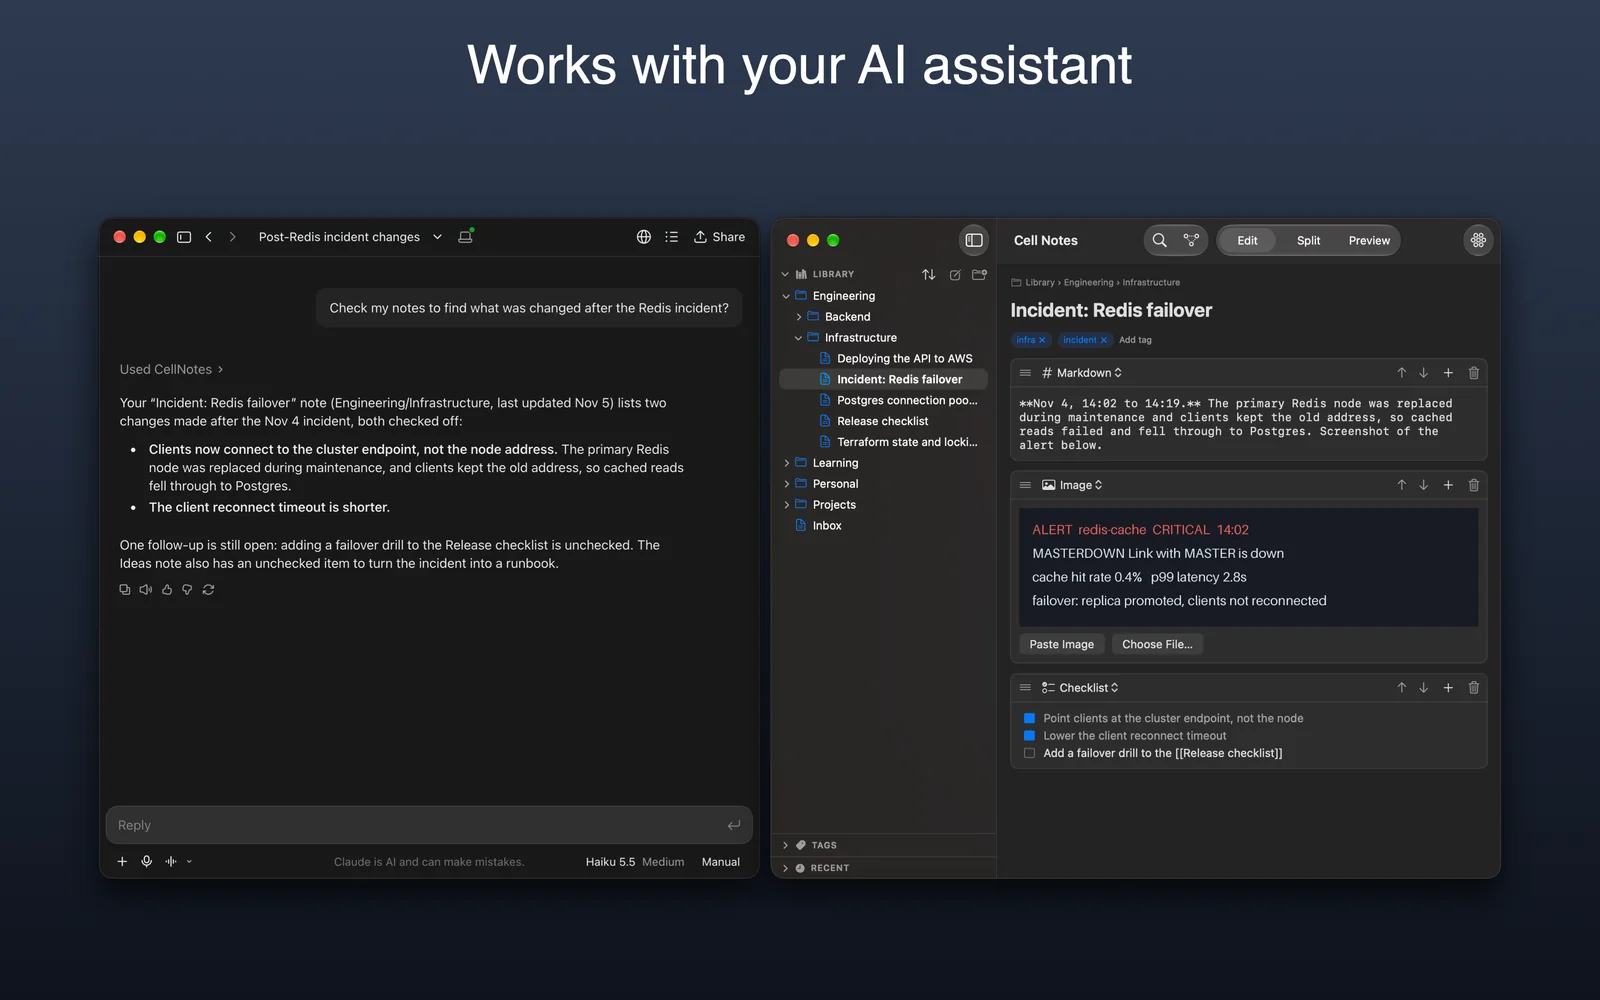 Works with your AI assistant
Post-Redis incident changes
Share
Check my notes to find what was changed after the Redis incident?
Used CellNotes
Your “Incident: Redis failover” note (Engineering/Infrastructure, last updated Nov 5) lists two
changes made after the Nov 4 incident, both checked off:
• Clients now connect to the cluster endpoint, not the node address. The primary Redis
node was replaced during maintenance, and clients kept the old address, so cached reads
fell through to Postgres.
• The client reconnect timeout is shorter.
One follow-up is still open: adding a failover drill to the Release checklist is unchecked. The
Ideas note also has an unchecked item to turn the incident into a runbook.
Reply
Claude is AI and can make mistakes.
Haiku 5.5 Medium
Manual
LIBRARY
Engineering
Backend
Infrastructure
Deploying the API to AWS
Incident: Redis failover
Postgres connection poo...
Release checklist
Terraform state and locki...
Learning
Personal
Projects
Inbox
TAGS
RECENT
Cell Notes
Edit
Split
Preview
Library › Engineering › Infrastructure
Incident: Redis failover
infra ×
incident ×
Add tag
# Markdown
**Nov 4, 14:02 to 14:19.** The primary Redis node was replaced
during maintenance and clients kept the old address, so cached
reads failed and fell through to Postgres. Screenshot of the
alert below.
Image
ALERT redis-cache CRITICAL 14:02
MASTERDOWN Link with MASTER is down
cache hit rate 0.4% p99 latency 2.8s
failover: replica promoted, clients not reconnected
Paste Image
Choose File...
Checklist
Point clients at the cluster endpoint, not the node
Lower the client reconnect timeout
Add a failover drill to the [[Release checklist]]